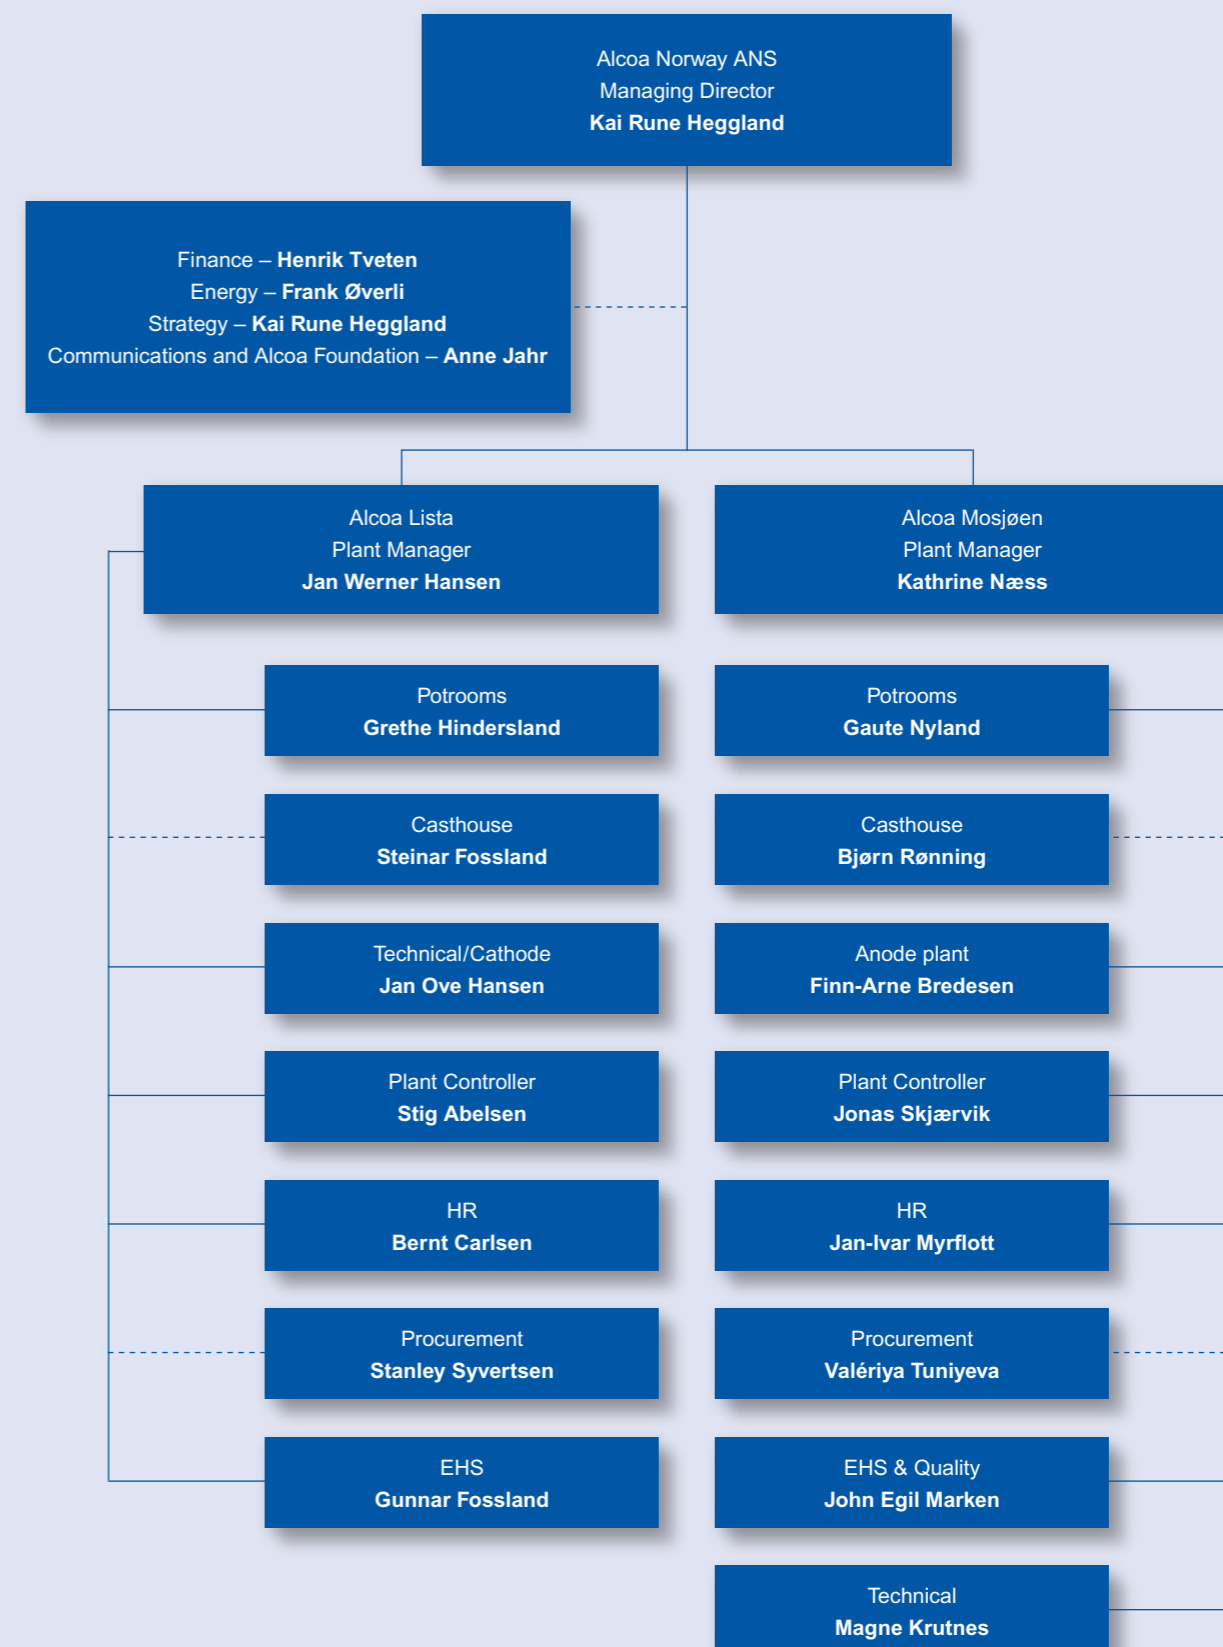 Alcoa Norway ANS
Managing Director
Kai Rune Heggland
Finance – Henrik Tveten
Energy – Frank Øverli
Strategy – Kai Rune Heggland
Communications and Alcoa Foundation – Anne Jahr
Alcoa Lista
Plant Manager
Jan Werner Hansen
Alcoa Mosjøen
Plant Manager
Kathrine Næss
Potrooms
Grethe Hindersland
Casthouse
Steinar Fossland
Technical/Cathode
Jan Ove Hansen
Plant Controller
Stig Abelsen
HR
Bernt Carlsen
Procurement
Stanley Syvertsen
EHS
Gunnar Fossland
Potrooms
Gaute Nyland
Casthouse
Bjørn Rønning
Anode plant
Finn-Arne Bredesen
Plant Controller
Jonas Skjærvik
HR
Jan-Ivar Myrflott
Procurement
Valériya Tuniyeva
EHS & Quality
John Egil Marken
Technical
Magne Krutnes